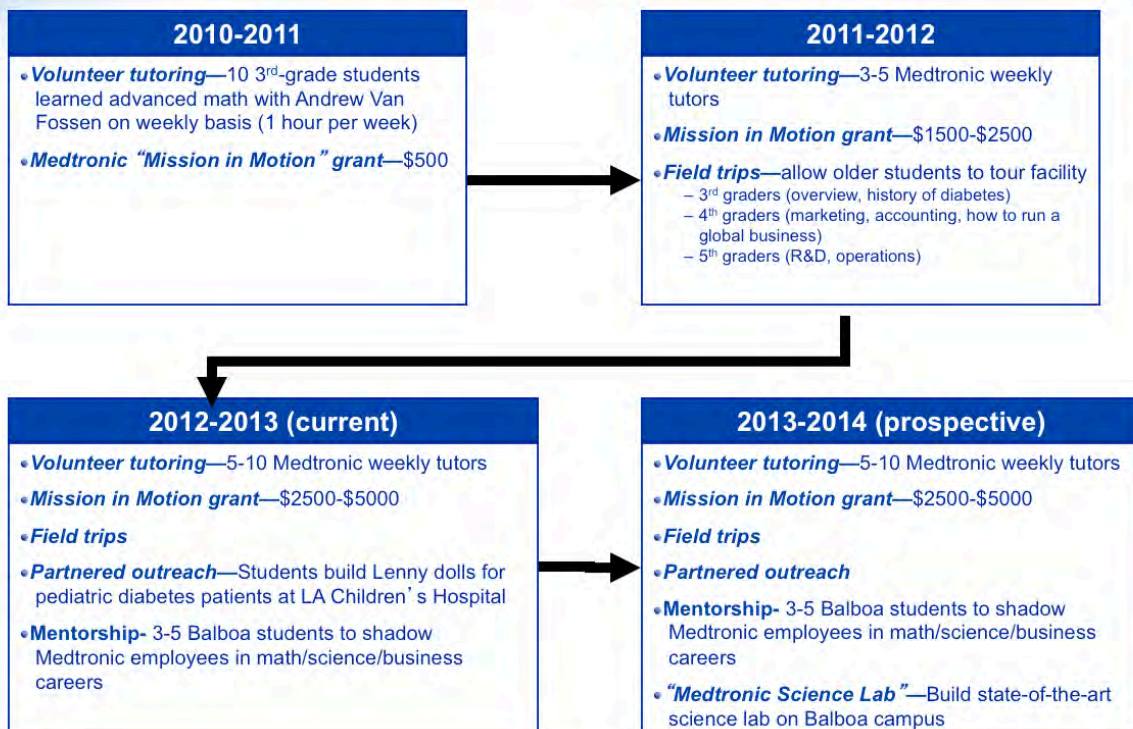 2010-2011
•Volunteer tutoring—10 3rd-grade students
learned advanced math with Andrew Van
Fossen on weekly basis (1 hour per week)
•Medtronic “Mission in Motion” grant—$500
2011-2012
•Volunteer tutoring—3-5 Medtronic weekly
tutors
•Mission in Motion grant—$1500-$2500
•Field trips—allow older students to tour facility
– 3rd graders (overview, history of diabetes)
– 4th graders (marketing, accounting, how to run a
global business)
– 5th graders (R&D, operations)
2012-2013 (current)
•Volunteer tutoring—5-10 Medtronic weekly tutors
•Mission in Motion grant—$2500-$5000
•Field trips
•Partnered outreach—Students build Lenny dolls for
pediatric diabetes patients at LA Children’s Hospital
•Mentorship- 3-5 Balboa students to shadow
Medtronic employees in math/science/business
careers
2013-2014 (prospective)
•Volunteer tutoring—5-10 Medtronic weekly tutors
•Mission in Motion grant—$2500-$5000
•Field trips
•Partnered outreach
•Mentorship- 3-5 Balboa students to shadow
Medtronic employees in math/science/business
careers
•“Medtronic Science Lab”—Build state-of-the-art
science lab on Balboa campus